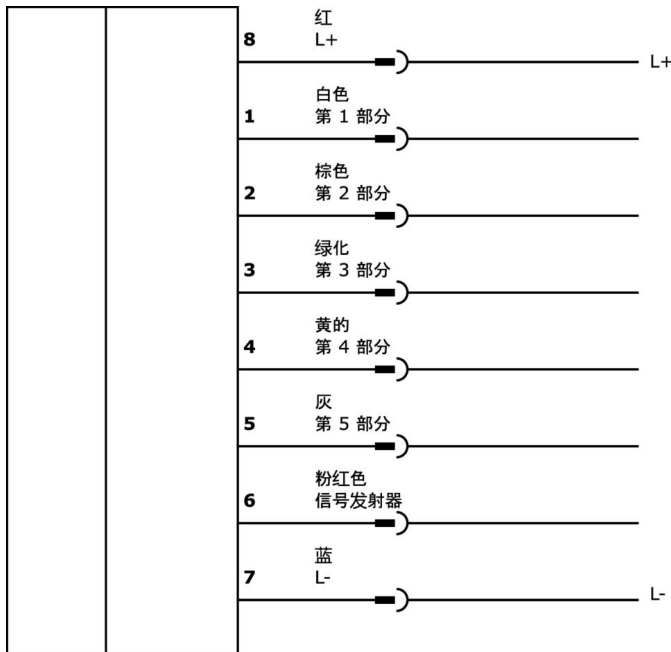 红
8 L+
L+
白色
1 第 1 部分
棕色
2 第 2 部分
绿化
3 第 3 部分
黄的
4 第 4 部分
灰
5 第 5 部分
粉红色
6 信号发射器
蓝
7 L-
L-